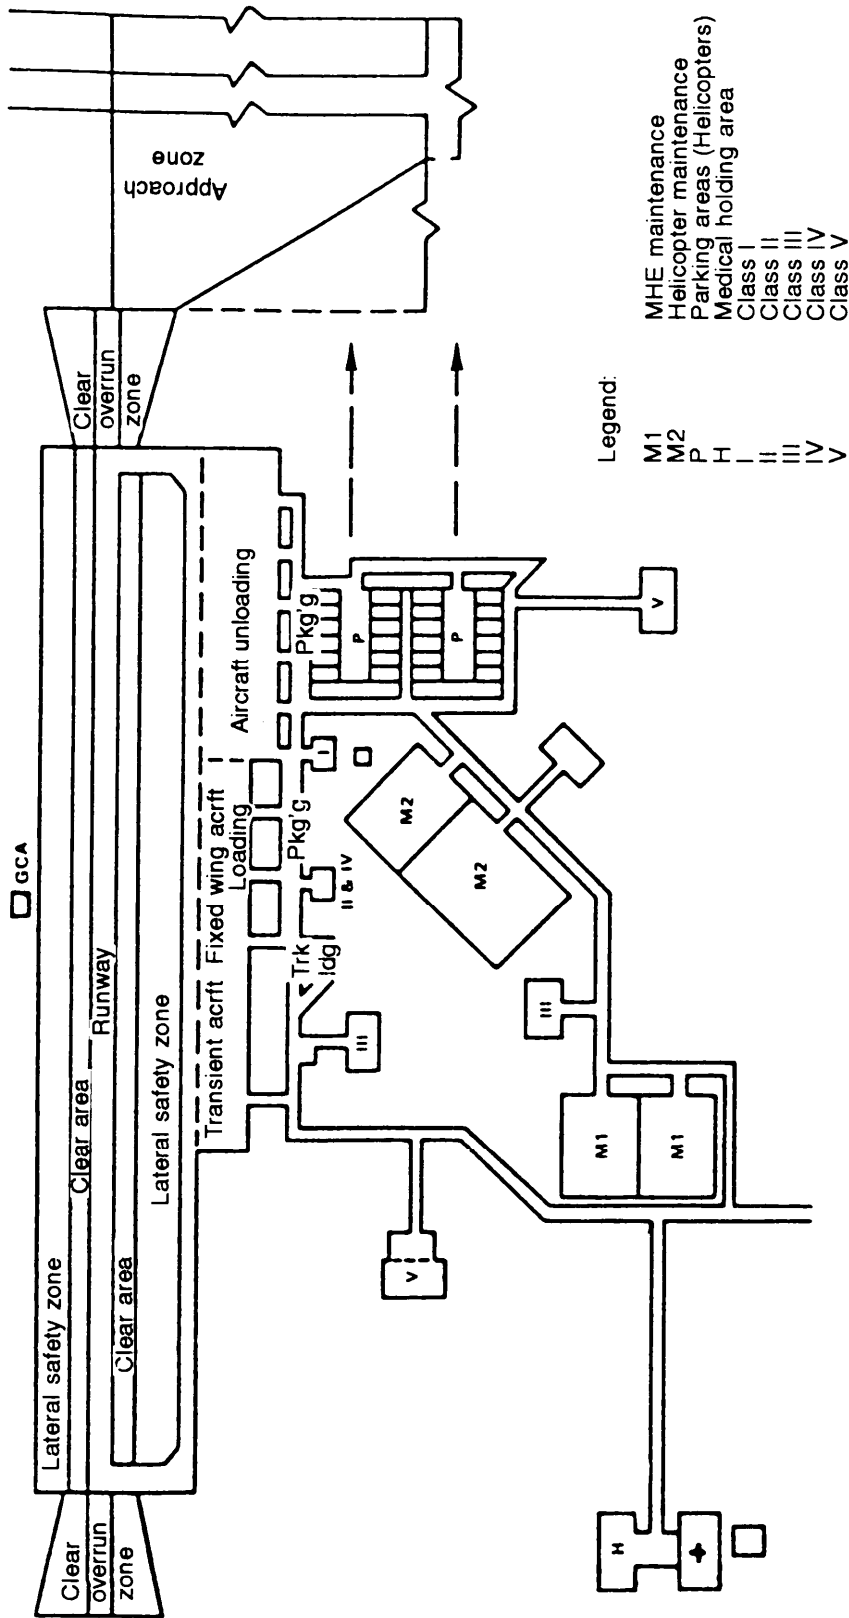 GCA
Lateral safety zone
Clear area
Runway
Clear area
Lateral safety zone
Clear
overrun
zone
Clear
overrun
zone
Approach
zone
Transient acrft
Fixed wing acrft
Loading
Aircraft unloading
Trk
ldg
Pkg'g
Pkg'g
III
II & IV
I
P
P
V
M2
M2
III
M1
M1
V
H
Legend:
M1 MHE maintenance
M2 Helicopter maintenance
P Parking areas (Helicopters)
H Medical holding area
I Class I
II Class II
III Class III
IV Class IV
V Class V